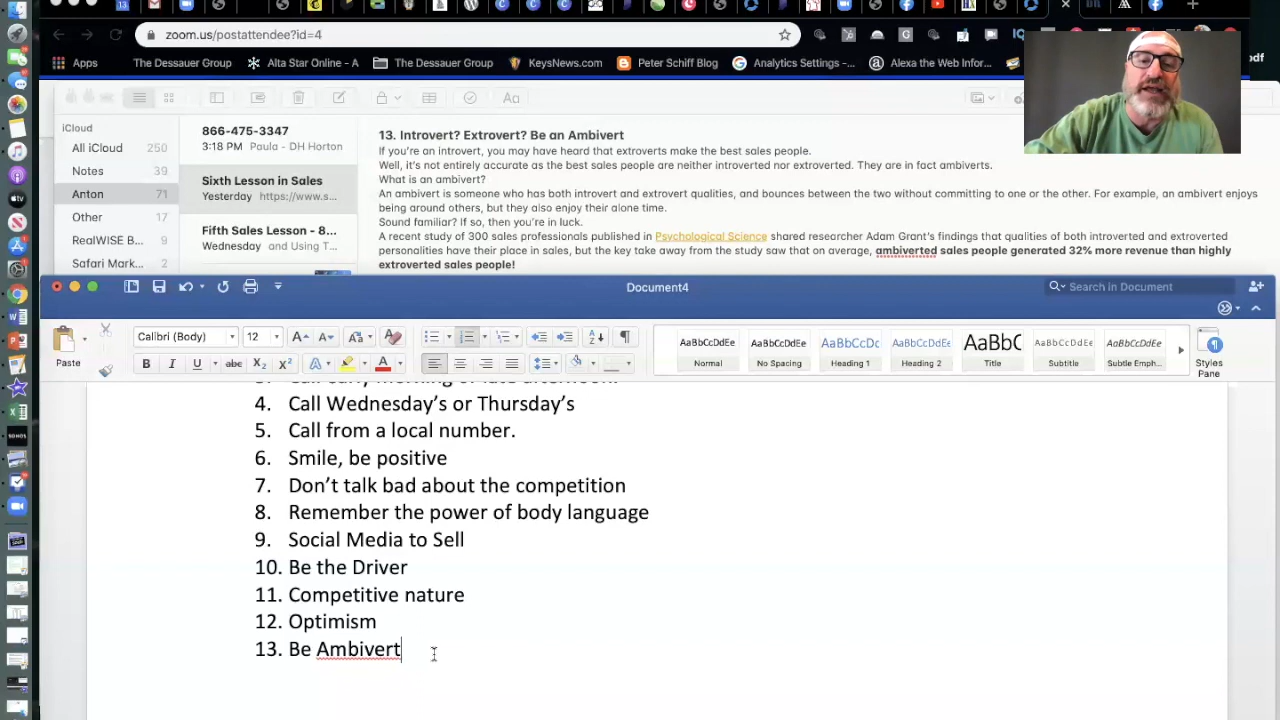 zoom.us/postattendee?id=4
Apps
The Dessauer Group
Alta Star Online - A
The Dessauer Group
KeysNews.com
Peter Schiff Blog
Analytics Settings -...
Alexa the Web Infor...
pdf
Aa
iCloud
All iCloud 250
Notes 39
Anton 71
Other 17
RealWISE B... 9
Safari Mark... 2
866-475-3347
3:18 PM Paula - DH Horton
Sixth Lesson in Sales
Yesterday https://www.s...
Fifth Sales Lesson - 8...
Wednesday and Using T...
13. Introvert? Extrovert? Be an Ambivert
If you're an introvert, you may have heard that extroverts make the best sales people.
Well, it's not entirely accurate as the best sales people are neither introverted nor extroverted. They are in fact ambiverts.
What is an ambivert?
An ambivert is someone who has both introvert and extrovert qualities, and bounces between the two without committing to one or the other. For example, an ambivert enjoys
being around others, but they also enjoy their alone time.
Sound familiar? If so, then you're in luck.
A recent study of 300 sales professionals published in Psychological Science shared researcher Adam Grant's findings that qualities of both introverted and extroverted
personalities have their place in sales, but the key take away from the study saw that on average, ambiverted sales people generated 32% more revenue than highly
extroverted sales people!
Document4
Search in Document
Paste
Calibri (Body)
12
AaBbCcDdEe
Normal
AaBbCcDdEe
No Spacing
AaBbCcDc
Heading 1
AaBbCcDdEe
Heading 2
AaBbC
Title
AaBbCcDdEe
Subtitle
AaBbCcDdEe
Subtle Emph...
Styles
Pane
3. Call early morning or late afternoon.
4. Call Wednesday's or Thursday's
5. Call from a local number.
6. Smile, be positive
7. Don't talk bad about the competition
8. Remember the power of body language
9. Social Media to Sell
10. Be the Driver
11. Competitive nature
12. Optimism
13. Be Ambivert